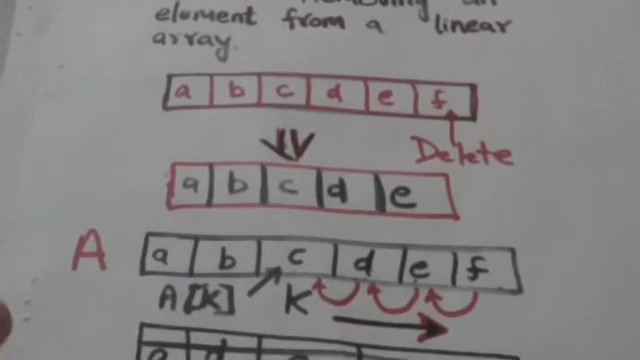 element from a linear
array.
a b c d e f
Delete
a b d e
A a b c d e f
A[K] K
a